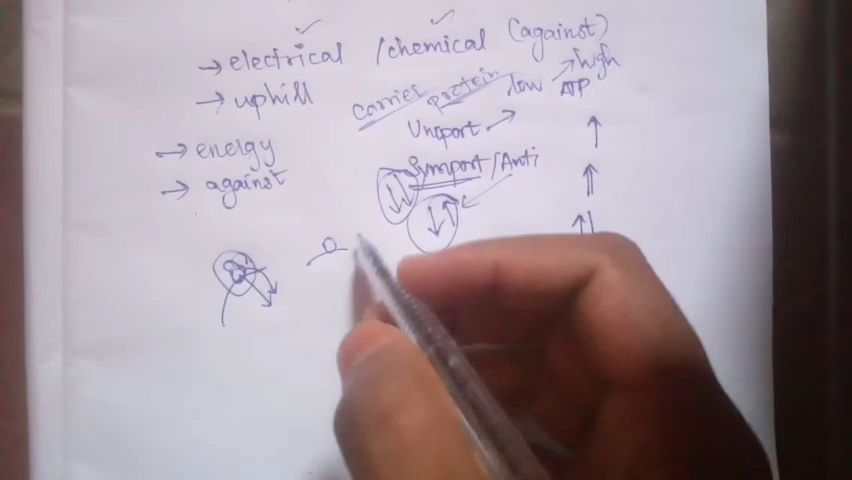 → electrical /chemical (against)
→ uphill carrier protein low → high
ATP
→ energy Uniport →
→ against Symport /Anti